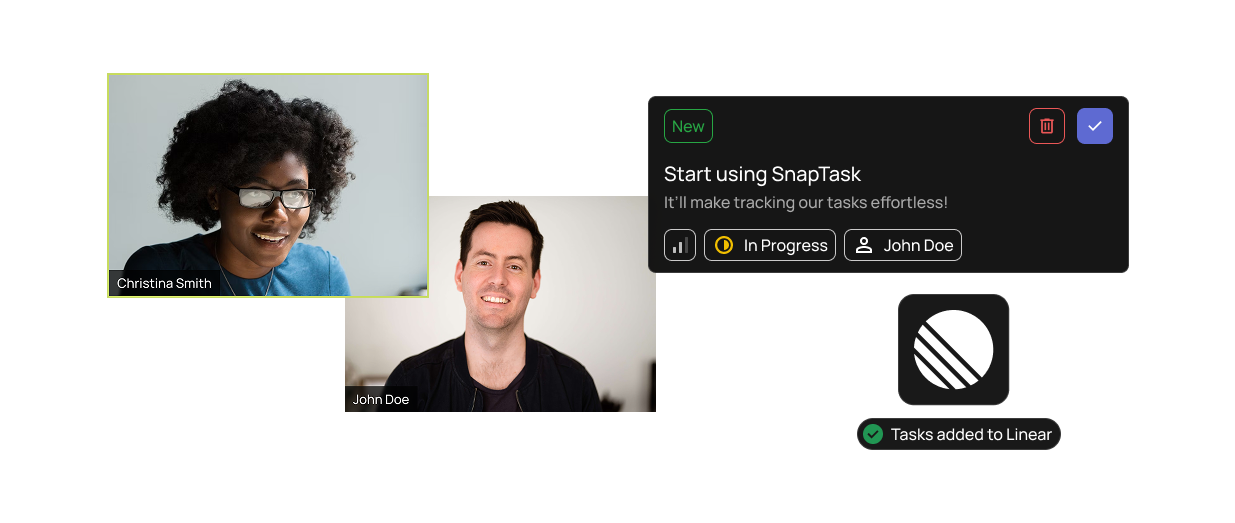 Christina Smith
John Doe
New
Start using SnapTask
It'll make tracking our tasks effortless!
In Progress
John Doe
Tasks added to Linear